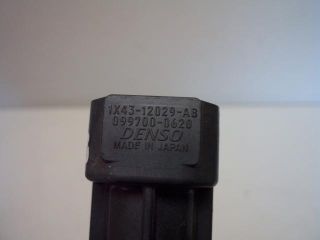 1X43-12029-AB
099700-0620
DENSO
MADE IN JAPAN